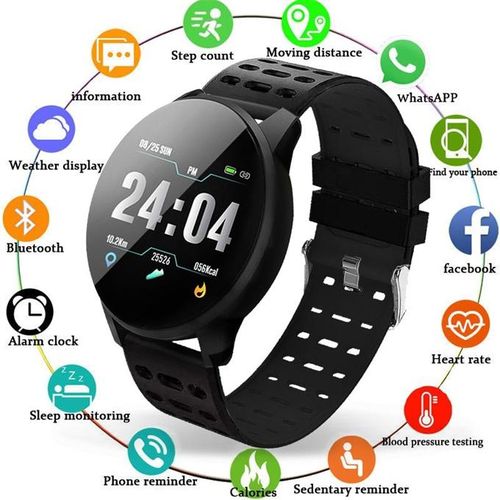 Step count
Moving distance
information
WhatsAPP
Weather display
Find your phone
08/25 SUN
PM
24:04
10.2Km
25526
056Kcal
Bluetooth
facebook
Alarm clock
Heart rate
Sleep monitoring
Blood pressure testing
Phone reminder
Calories
Sedentary reminder